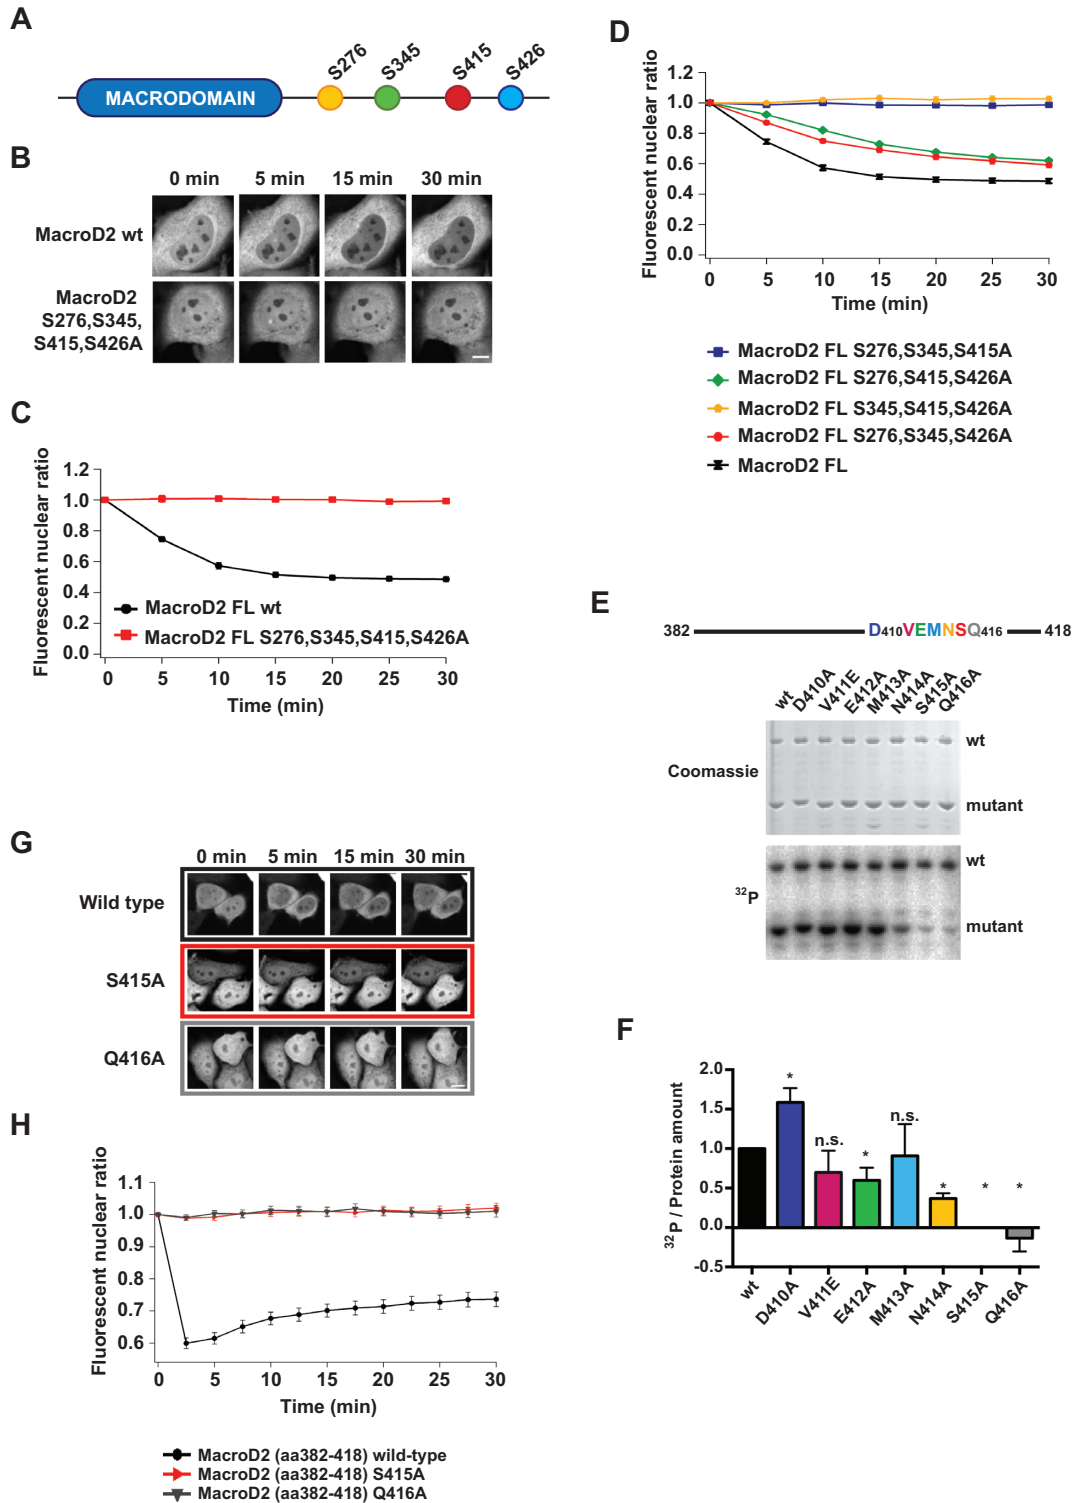 A
S276
S345
S415
S426
MACRODOMAIN
B
0 min 5 min 15 min 30 min
MacroD2 wt
MacroD2
S276,S345,
S415,S426A
C
Fluorescent nuclear ratio
1.2
1.0
0.8
0.6
0.4
0.2
0.0
0 5 10 15 20 25 30
Time (min)
MacroD2 FL wt
MacroD2 FL S276,S345,S415,S426A
D
Fluorescent nuclear ratio
1.2
1.0
0.8
0.6
0.4
0.2
0.0
0 5 10 15 20 25 30
Time (min)
MacroD2 FL S276,S345,S415A
MacroD2 FL S276,S415,S426A
MacroD2 FL S345,S415,S426A
MacroD2 FL S276,S345,S426A
MacroD2 FL
E
382 D410VEMNSQ416 418
wt D410A V411E E412A M413A N414A S415A Q416A
Coomassie
wt
mutant
32P
wt
mutant
F
32P / Protein amount
2.0
1.5
1.0
0.5
0.0
-0.5
* n.s. * n.s. * * *
wt D410A V411E E412A M413A N414A S415A Q416A
G
0 min 5 min 15 min 30 min
Wild type
S415A
Q416A
H
Fluorescent nuclear ratio
1.1
1.0
0.9
0.8
0.7
0.6
0 5 10 15 20 25 30
Time (min)
MacroD2 (aa382-418) wild-type
MacroD2 (aa382-418) S415A
MacroD2 (aa382-418) Q416A